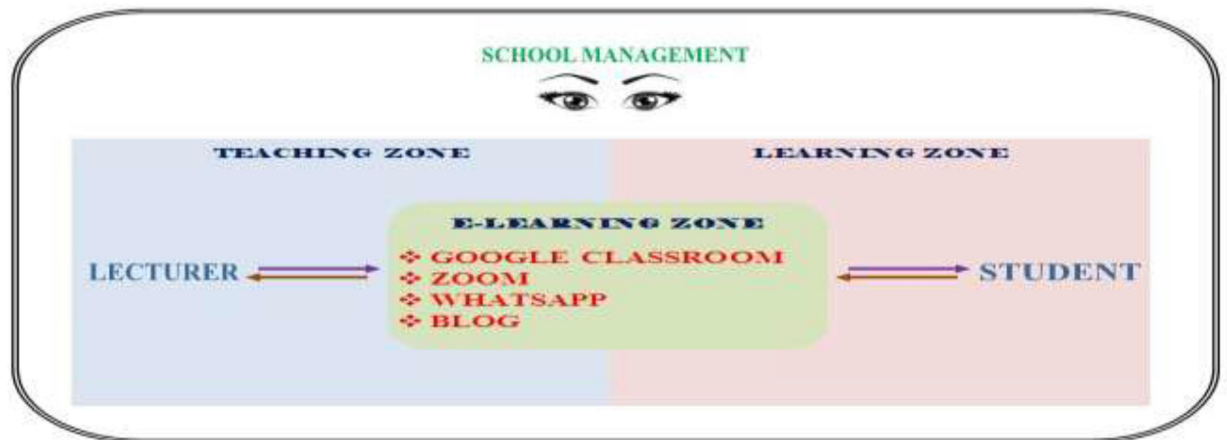 SCHOOL MANAGEMENT
TEACHING ZONE
LEARNING ZONE
E-LEARNING ZONE
❖ GOOGLE CLASSROOM
❖ ZOOM
❖ WHATSAPP
❖ BLOG
LECTURER
STUDENT